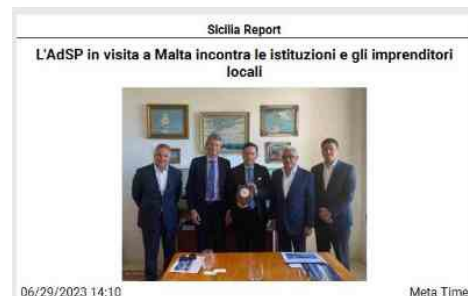 Sicilia Report
L'AdSP in visita a Malta incontra le istituzioni e gli imprenditori
locali
06/29/2023 14:10
Meta Time